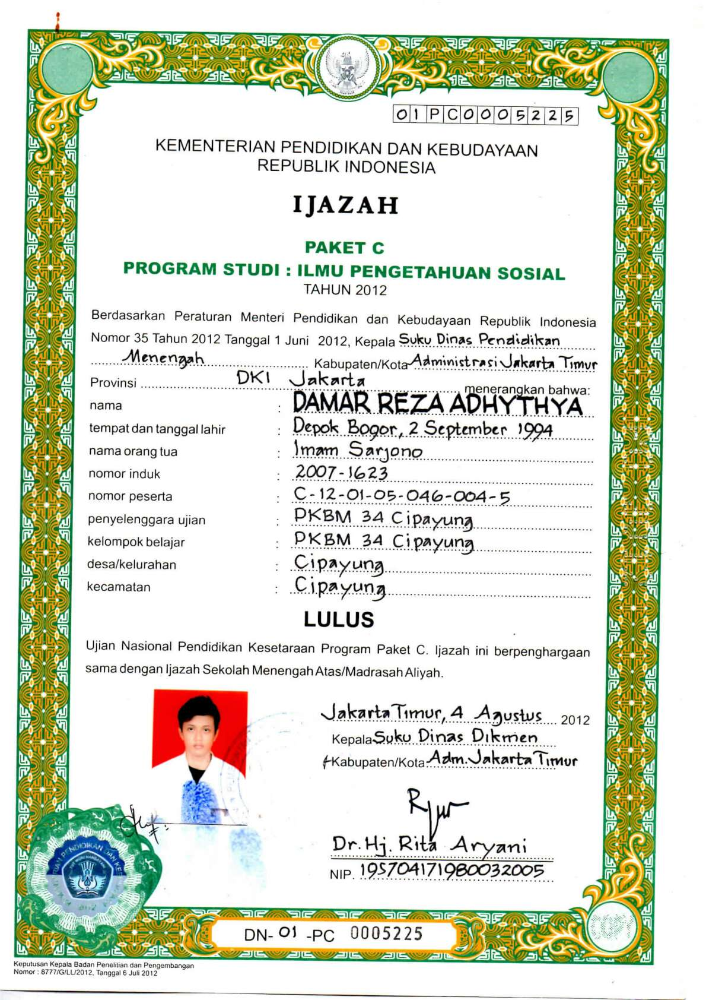 01PC0005225
KEMENTERIAN PENDIDIKAN DAN KEBUDAYAAN
REPUBLIK INDONESIA
IJAZAH
PAKET C
PROGRAM STUDI : ILMU PENGETAHUAN SOSIAL
TAHUN 2012
Berdasarkan Peraturan Menteri Pendidikan dan Kebudayaan Republik Indonesia
Nomor 35 Tahun 2012 Tanggal 1 Juni 2012, Kepala Suku Dinas Pendidikan
Menengah Kabupaten/Kota Administrasi Jakarta Timur
Provinsi DKI Jakarta menerangkan bahwa:
nama : DAMAR REZA ADHYTHYA
tempat dan tanggal lahir : Depok Bogor, 2 September 1994
nama orang tua : Imam Sarjono
nomor induk : 2007-1623
nomor peserta : C-12-01-05-046-004-5
penyelenggara ujian : PKBM 34 Cipayung
kelompok belajar : PKBM 34 Cipayung
desa/kelurahan : Cipayung
kecamatan : Cipayung
LULUS
Ujian Nasional Pendidikan Kesetaraan Program Paket C. Ijazah ini berpenghargaan
sama dengan Ijazah Sekolah Menengah Atas/Madrasah Aliyah.
Jakarta Timur, 4 Agustus 2012
Kepala Suku Dinas Dikmen
Kabupaten/Kota Adm. Jakarta Timur
Dr. Hj. Rita Aryani
NIP. 195704171980032005
DN- 01 -PC 0005225
COPY
Keputusan Kepala Badan Penelitian dan Pengembangan
Nomor : 8777/G/LL/2012, Tanggal 6 Juli 2012